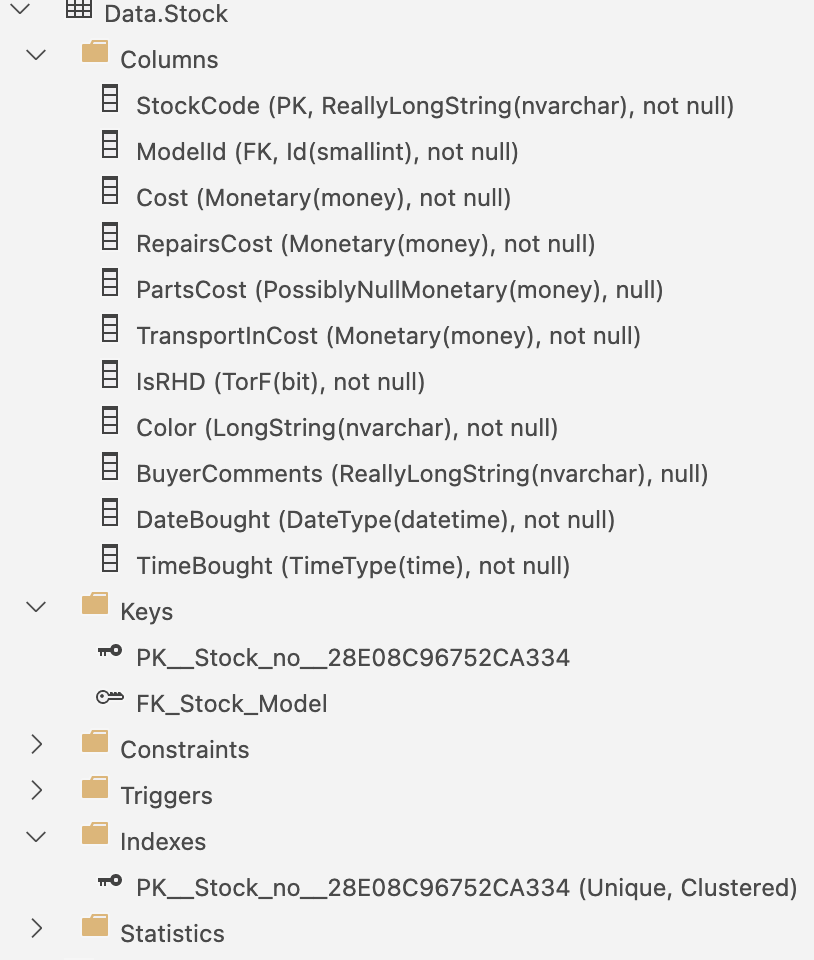 Data.Stock
Columns
StockCode (PK, ReallyLongString(nvarchar), not null)
ModelId (FK, Id(smallint), not null)
Cost (Monetary(money), not null)
RepairsCost (Monetary(money), not null)
PartsCost (PossiblyNullMonetary(money), null)
TransportInCost (Monetary(money), not null)
IsRHD (TorF(bit), not null)
Color (LongString(nvarchar), not null)
BuyerComments (ReallyLongString(nvarchar), null)
DateBought (DateType(datetime), not null)
TimeBought (TimeType(time), not null)
Keys
PK__Stock_no__28E08C96752CA334
FK_Stock_Model
Constraints
Triggers
Indexes
PK__Stock_no__28E08C96752CA334 (Unique, Clustered)
Statistics